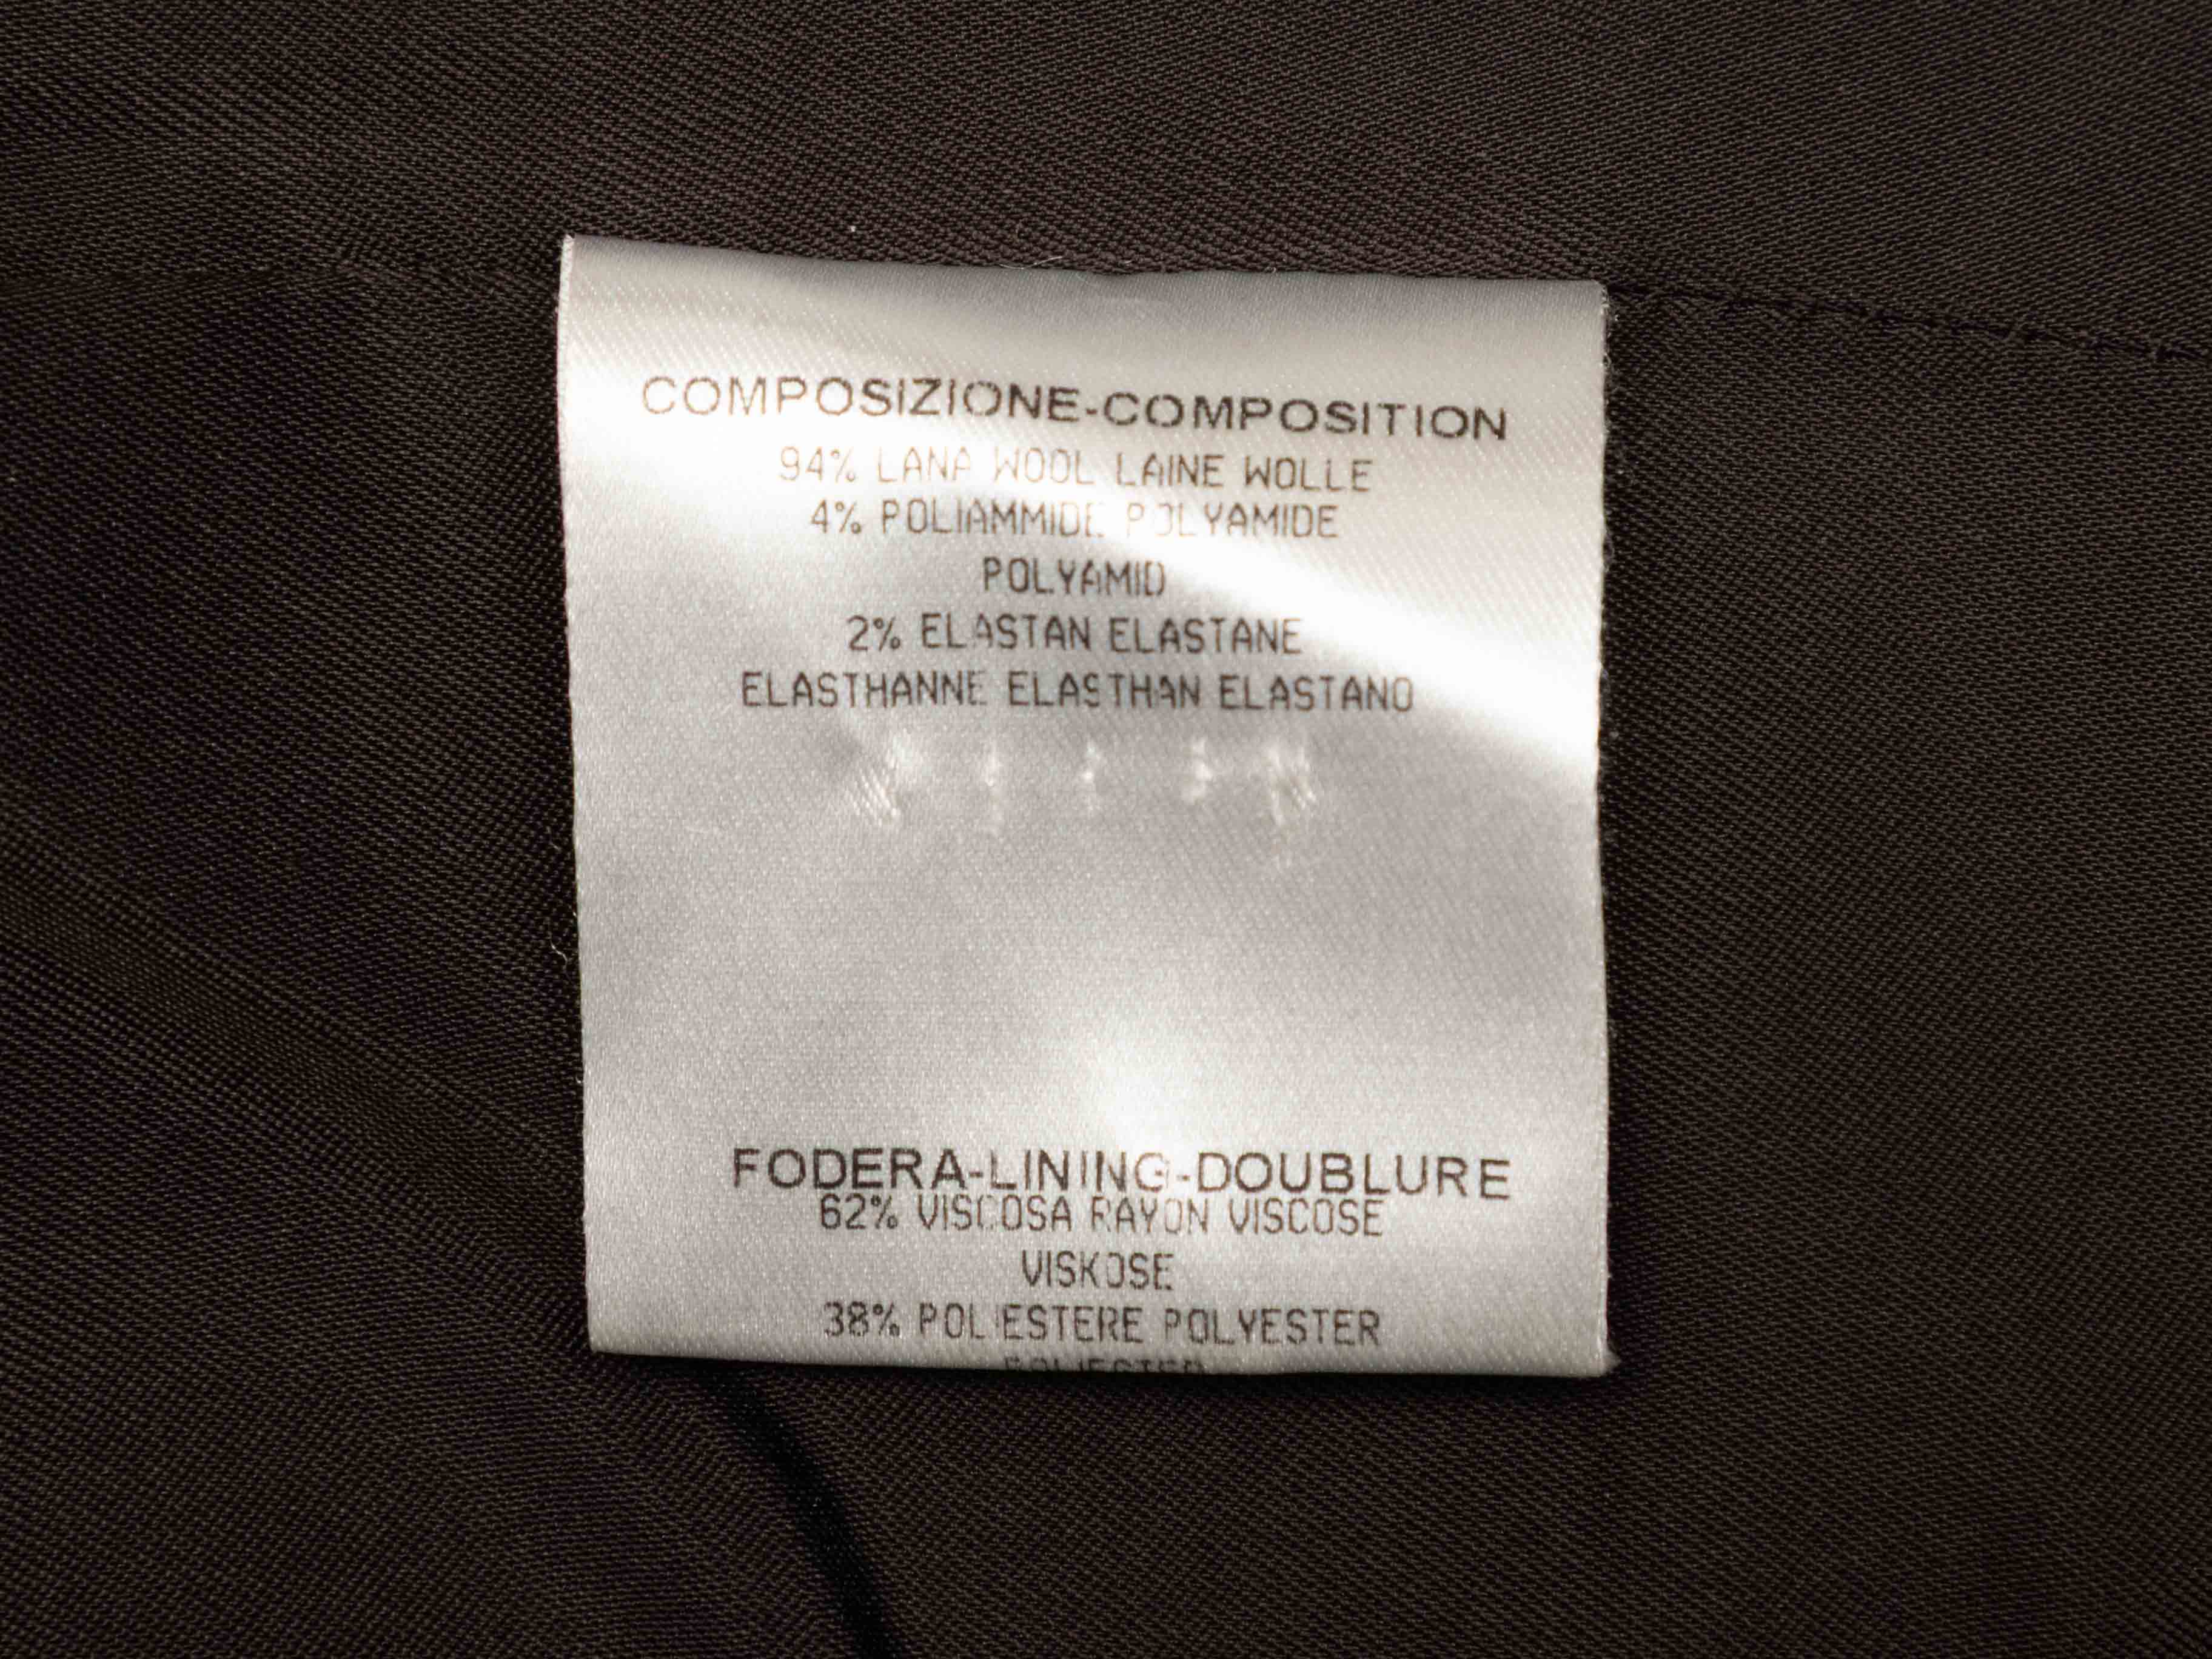 COMPOSIZIONE-COMPOSITION
94% LANA WOOL LAINE WOLLE
4% POLIAMMIDE POLYAMIDE
POLYAMID
2% ELASTAN ELASTANE
ELASTHANNE ELASTHAN ELASTANO
FODERA-LINING-DOUBLURE
62% VISCOSA RAYON VISCOSE
VISKOSE
38% POLIESTERE POLYESTER